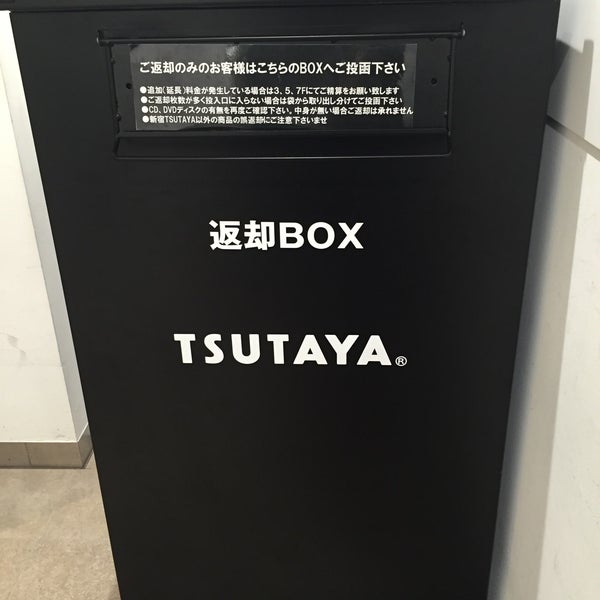 ご返却のみのお客様はこちらのBOXへご投函下さい
●追加(延長)料金が発生している場合は3、5、7Fにてご精算をお願い致します
●ご返却枚数が多く投入口に入らない場合は袋から取り出し分けてご投函下さい
●CD、DVDディスクの有無を再度ご確認下さい。中身が無い場合ご返却は承れません
●新宿TSUTAYA以外の商品の誤返却にご注意下さいませ
返却BOX
TSUTAYA®